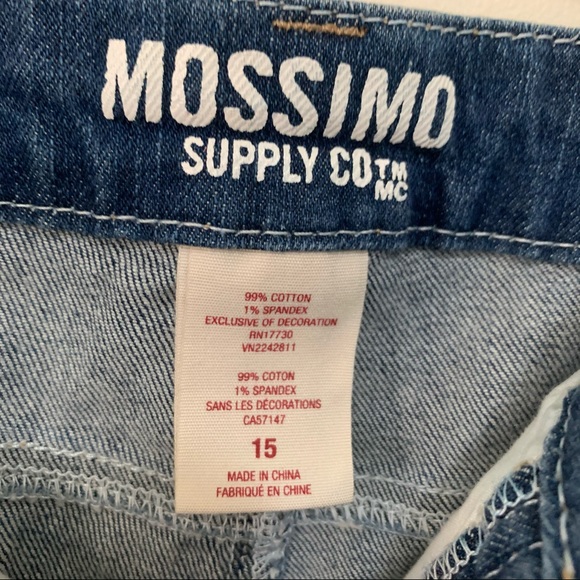 MOSSIMO
SUPPLY CO TM
MC
99% COTTON
1% SPANDEX
EXCLUSIVE OF DECORATION
RN17730
VN2242811
99% COTON
1% SPANDEX
SANS LES DÉCORATIONS
CA57147
15
MADE IN CHINA
FABRIQUÉ EN CHINE